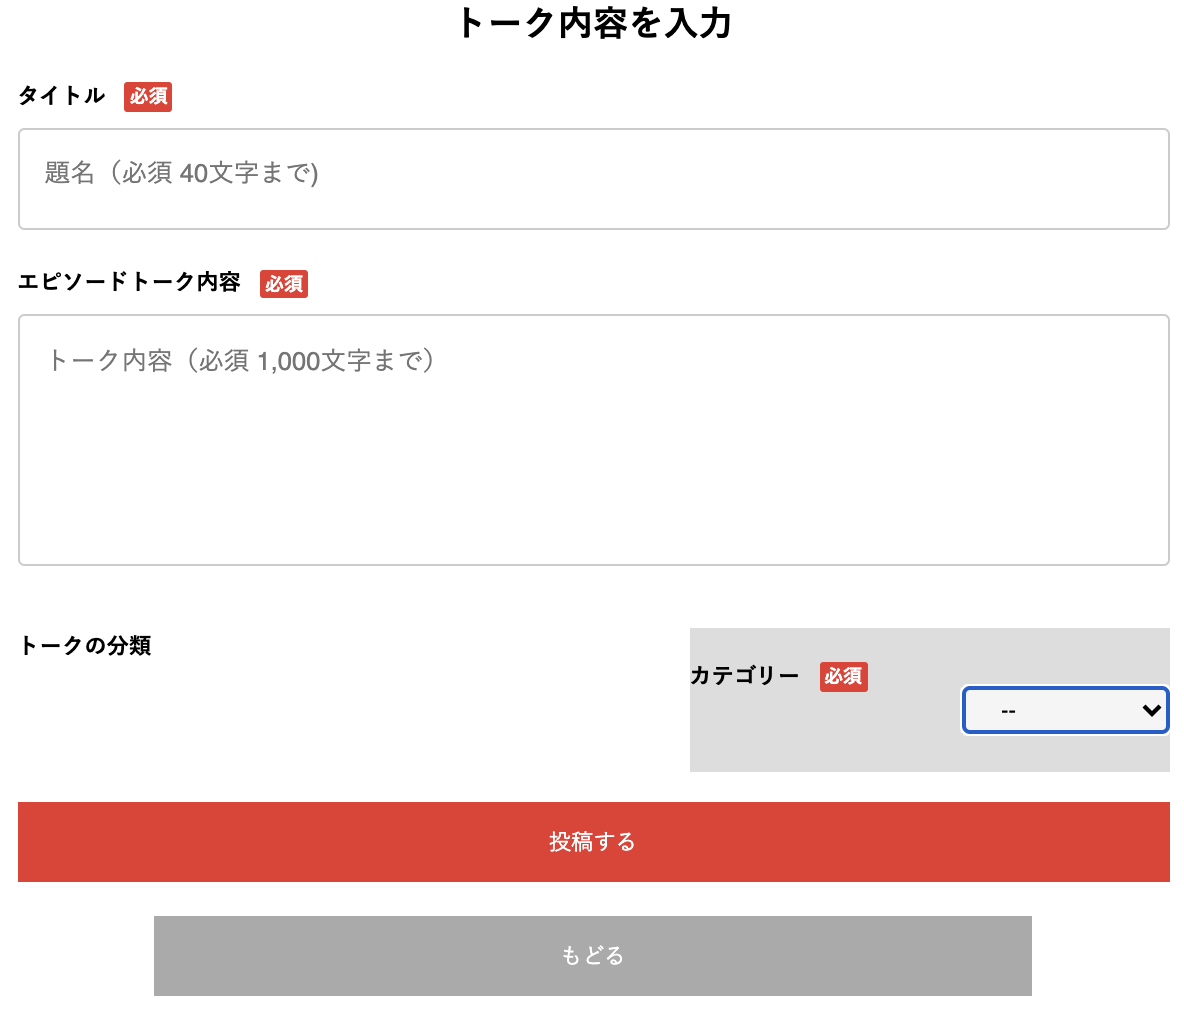 トーク内容を入力
タイトル 必須
題名（必須 40文字まで)
エピソードトーク内容 必須
トーク内容（必須 1,000文字まで）
トークの分類
カテゴリー 必須
--
投稿する
もどる